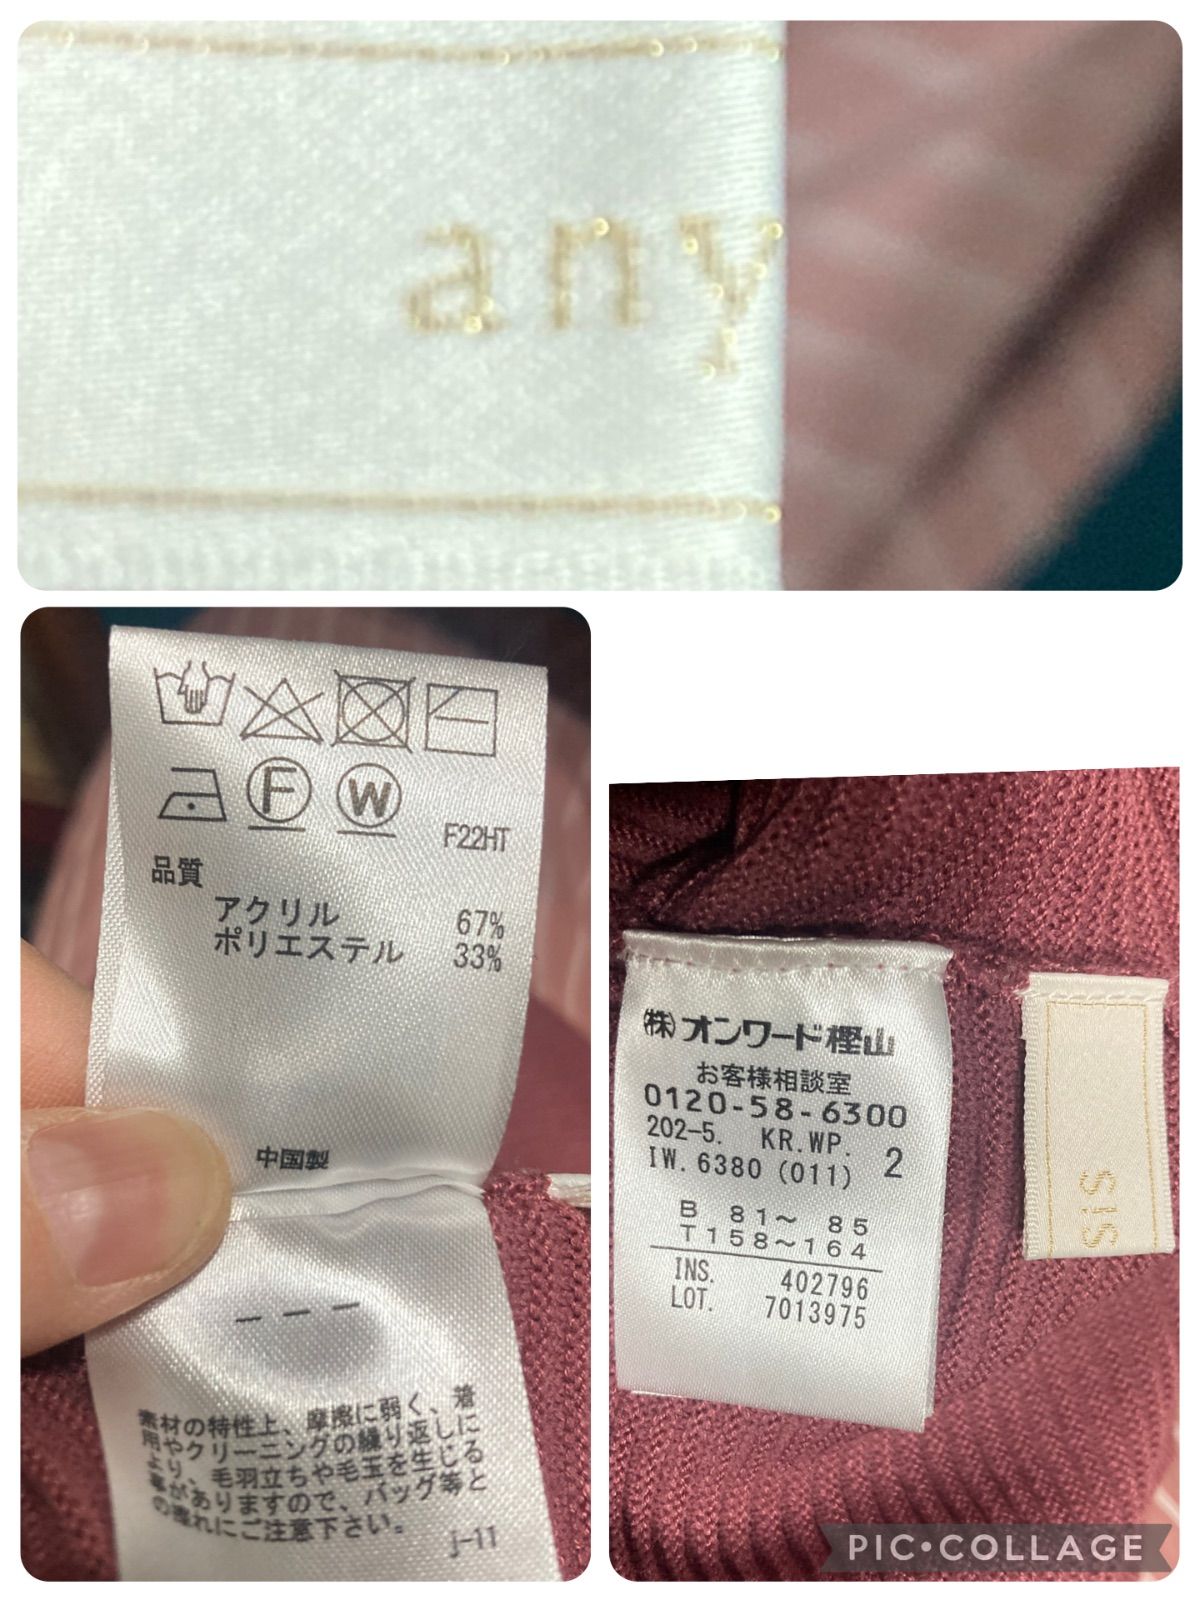 any
F
W
F22HT
品質
アクリル 67%
ポリエステル 33%
中国製
---
素材の特性上、摩擦に弱く、着
用やクリーニングの繰り返しに
より、毛羽立ちや毛玉を生じる
事がありますので、バッグ等と
の擦れにご注意下さい。
j-11
㈱オンワード樫山
お客様相談室
0120-58-6300
202-5. KR.WP. 2
IW.6380(011)
B 81~ 85
T158~164
INS. 402796
LOT. 7013975
sis
PIC•COLLAGE